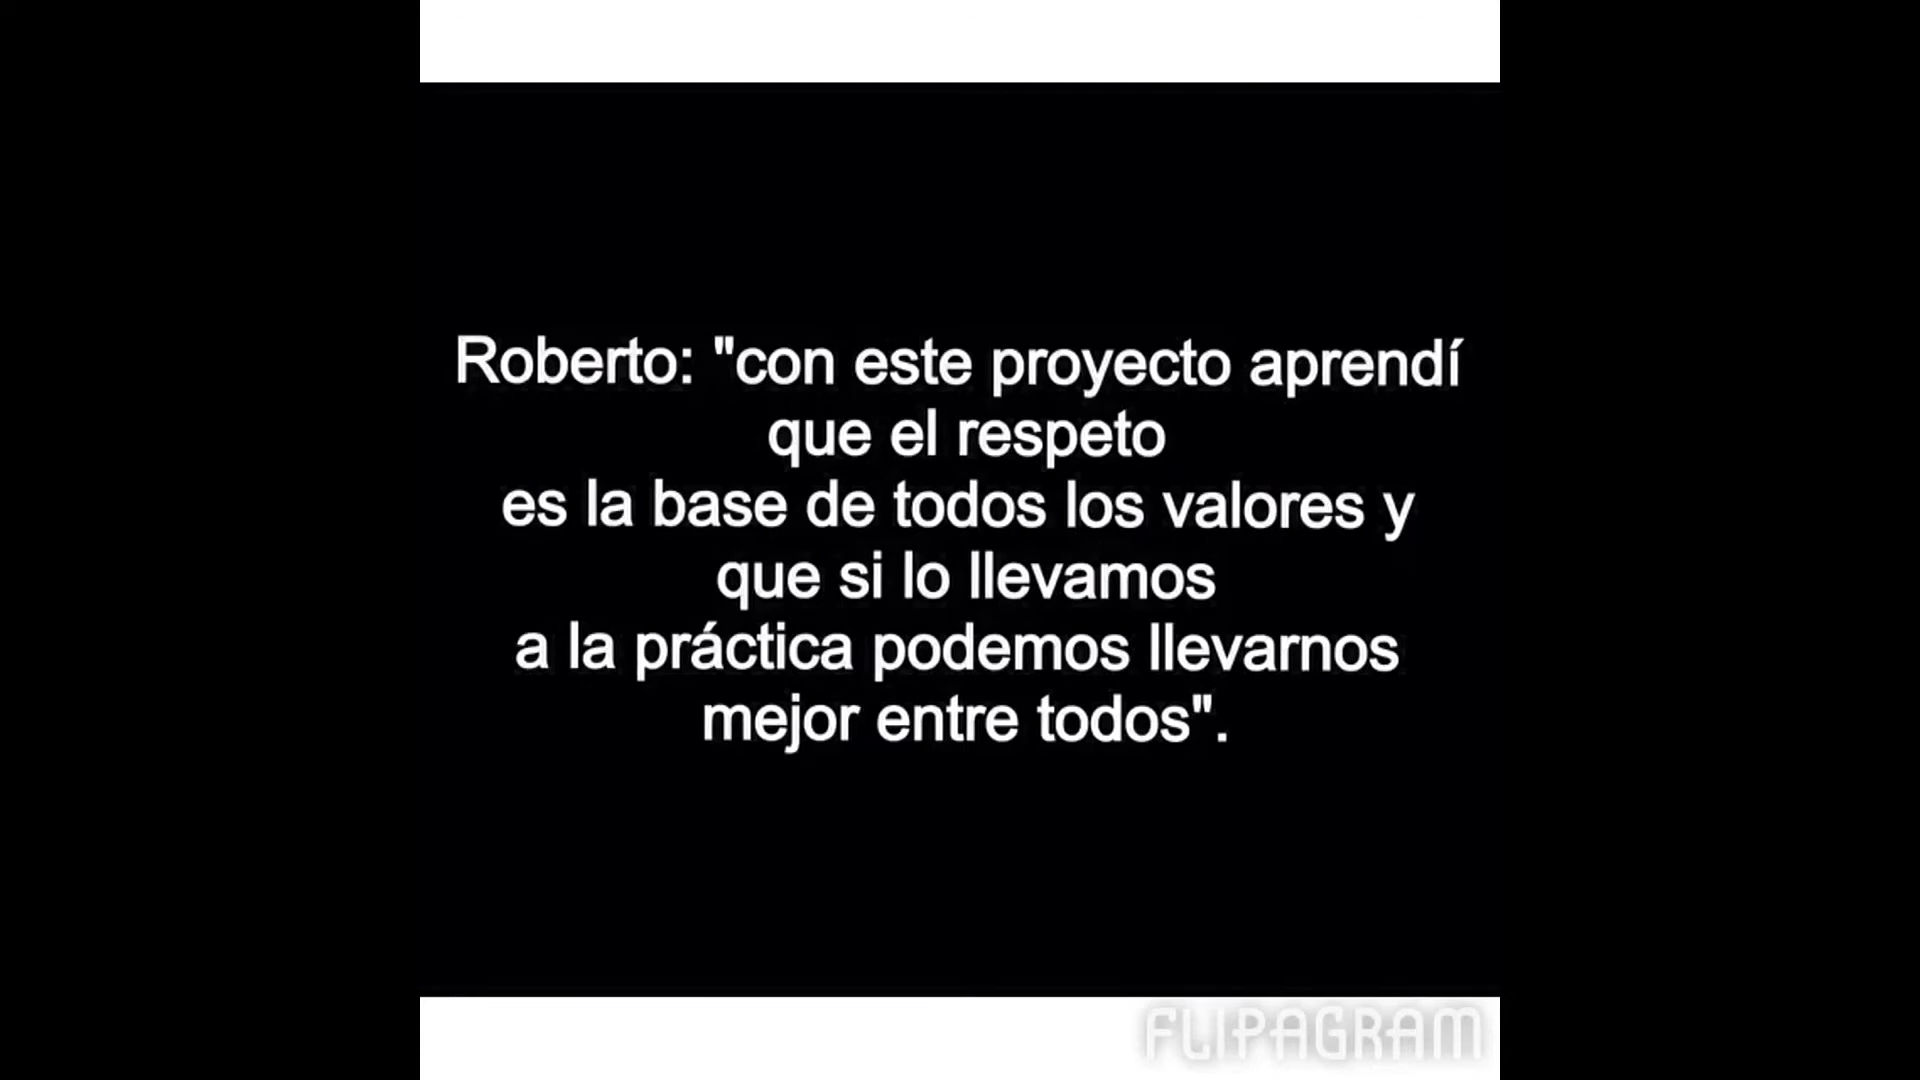 Roberto: "con este proyecto aprendí
que el respeto
es la base de todos los valores y
que si lo llevamos
a la práctica podemos llevarnos
mejor entre todos".
FLIPAGRAM